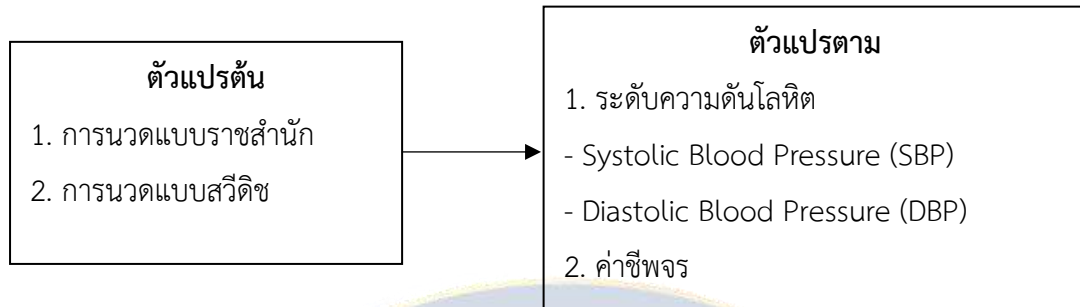 ตัวแปรต้น
1. การนวดแบบราชสำนัก
2. การนวดแบบสวีดิช
ตัวแปรตาม
1. ระดับความดันโลหิต
- Systolic Blood Pressure (SBP)
- Diastolic Blood Pressure (DBP)
2. ค่าชีพจร